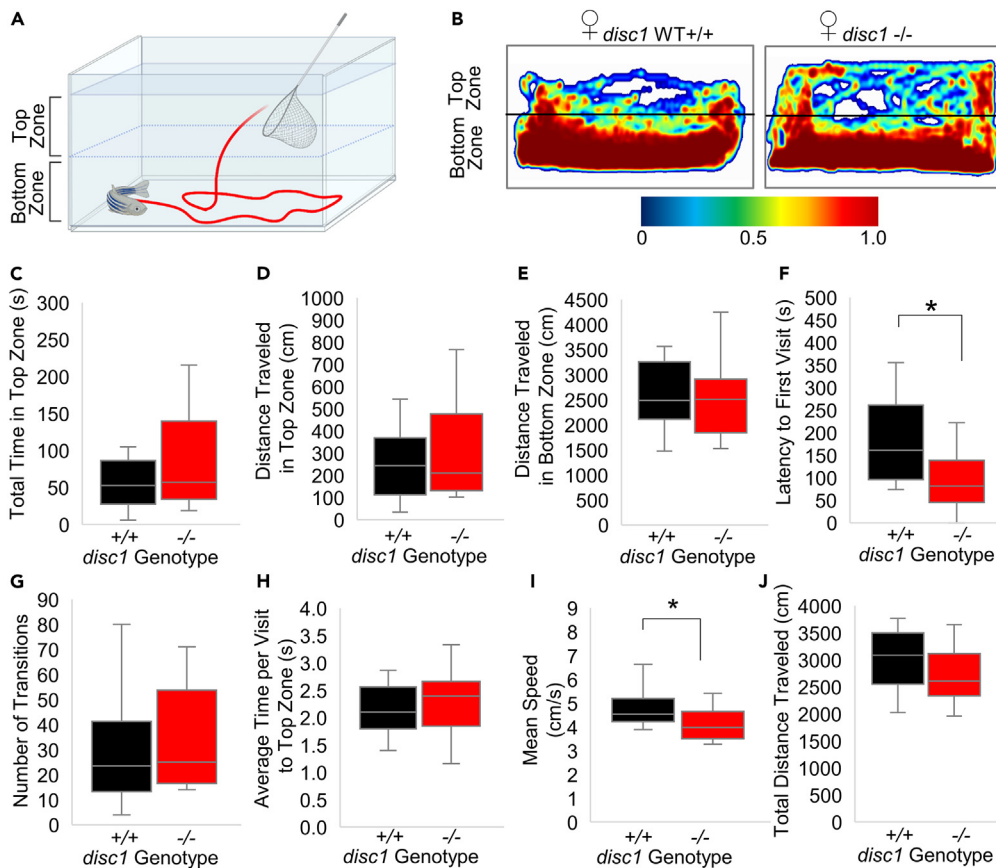 A
Top
Zone
Bottom
Zone
B
♀ disc1 WT+/+
♀ disc1 -/-
Top
Zone
Bottom
Zone
0 0.5 1.0
C
Total Time in Top Zone (s)
300
250
200
150
100
50
0
+/+ -/-
disc1 Genotype
D
Distance Traveled
in Top Zone (cm)
1000
900
800
700
600
500
400
300
200
100
0
+/+ -/-
disc1 Genotype
E
Distance Traveled
in Bottom Zone (cm)
4500
4000
3500
3000
2500
2000
1500
1000
500
0
+/+ -/-
disc1 Genotype
F
Latency to First Visit (s)
500
450
400
350
300
250
200
150
100
50
0
*
+/+ -/-
disc1 Genotype
G
Number of Transitions
90
80
70
60
50
40
30
20
10
0
+/+ -/-
disc1 Genotype
H
Average Time per Visit
to Top Zone (s)
4.0
3.5
3.0
2.5
2.0
1.5
1.0
0.5
0.0
+/+ -/-
disc1 Genotype
I
Mean Speed
(cm/s)
9
8
7
6
5
4
3
2
1
0
*
+/+ -/-
disc1 Genotype
J
Total Distance Traveled (cm)
4000
3500
3000
2500
2000
1500
1000
500
0
+/+ -/-
disc1 Genotype